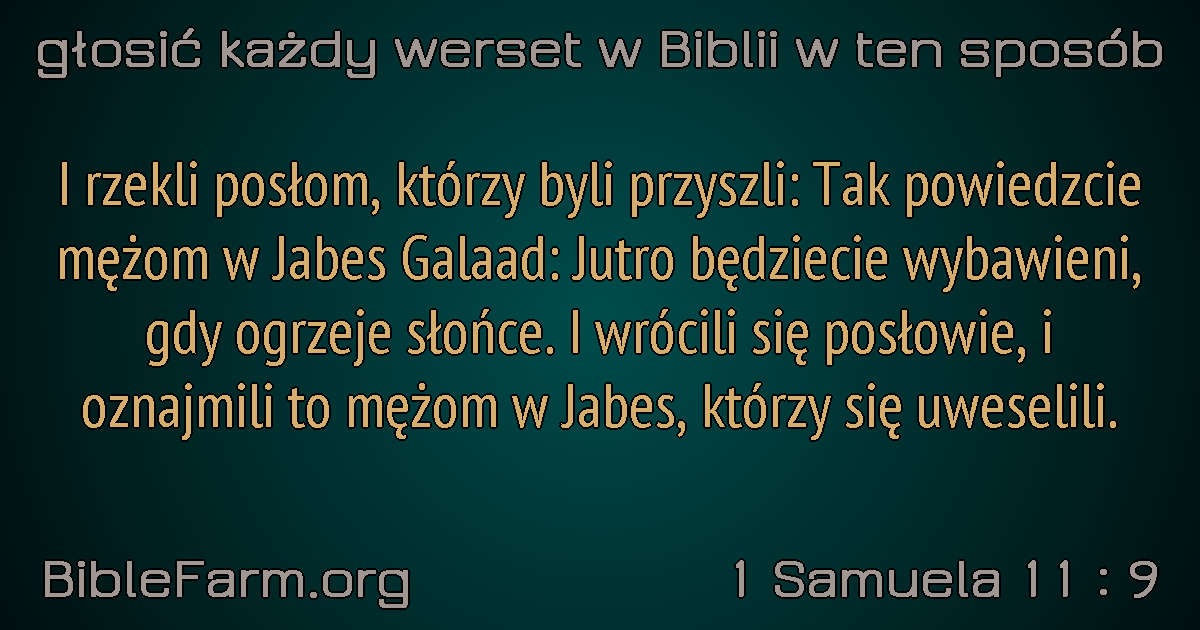 głosić każdy werset w Biblii w ten sposób
I rzekli posłom, którzy byli przyszli: Tak powiedzcie
mężom w Jabes Galaad: Jutro będziecie wybawieni,
gdy ogrzeje słońce. I wrócili się posłowie, i
oznajmili to mężom w Jabes, którzy się uweselili.
BibleFarm.org
1 Samuela 11 : 9